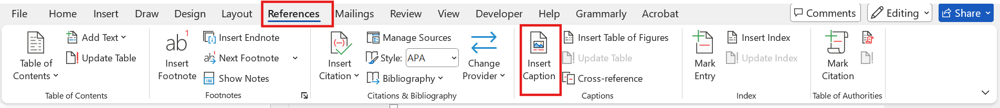 File Home Insert Draw Design Layout References Mailings Review View Developer Help Grammarly Acrobat Comments Editing Share
Table of
Contents
Add Text
Update Table
Table of Contents
ab1
Insert
Footnote
Insert Endnote
ab1 Next Footnote
Show Notes
Footnotes
Insert
Citation
Manage Sources
Style: APA
Bibliography
Change
Provider
Citations & Bibliography
Insert
Caption
Insert Table of Figures
Update Table
Cross-reference
Captions
Mark
Entry
Insert Index
Update Index
Index
Mark
Citation
Table of Authorities